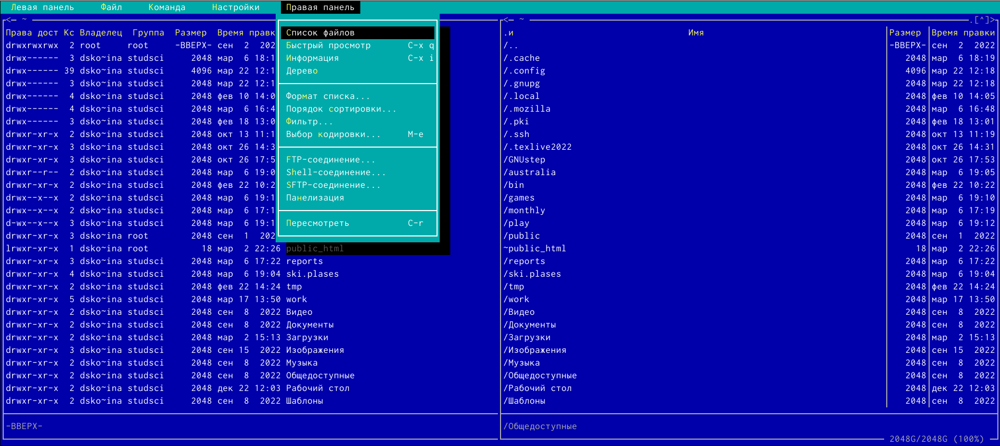 Левая панель Файл Команда Настройки Правая панель
<— ~ <— ~ .[^]>
Права дост Кс Владелец Группа Размер Время правк Список файлов .и Имя Размер Время правки
drwxrwxrwx 2 root root -ВВЕРХ- сен 2 202 Быстрый просмотр C-x q /.. -ВВЕРХ- сен 2 2022
drwx------ 3 dsko~ina studsci 2048 мар 6 18:1 Информация C-x i /.cache 2048 мар 6 18:19
drwx------ 39 dsko~ina studsci 4096 мар 22 12:1 Дерево /.config 4096 мар 22 12:18
drwx------ 3 dsko~ina studsci 2048 мар 22 12:1 /.gnupg 2048 мар 22 12:18
drwx------ 4 dsko~ina studsci 2048 фев 10 14:0 Формат списка... /.local 2048 фев 10 14:05
drwx------ 4 dsko~ina studsci 2048 мар 6 16:4 Порядок сортировки... /.mozilla 2048 мар 6 16:48
drwx------ 3 dsko~ina studsci 2048 фев 18 13:0 Фильтр... /.pki 2048 фев 18 13:01
drwxr-xr-x 2 dsko~ina studsci 2048 окт 13 11:1 Выбор кодировки... M-e /.ssh 2048 окт 13 11:19
drwxr-xr-x 3 dsko~ina studsci 2048 окт 26 14:3 /.texlive2022 2048 окт 26 14:31
drwxr-xr-x 3 dsko~ina studsci 2048 окт 26 17:5 FTP-соединение... /GNUstep 2048 окт 26 17:53
drwxr--r-- 2 dsko~ina studsci 2048 мар 6 19:0 Shell-соединение... /australia 2048 мар 6 19:05
drwxr-xr-x 2 dsko~ina studsci 2048 фев 22 10:2 SFTP-соединение... /bin 2048 фев 22 10:22
drwx--x--x 2 dsko~ina studsci 2048 мар 6 19:1 Панелизация /games 2048 мар 6 19:10
drwx--x--x 2 dsko~ina studsci 2048 мар 6 17:1 /monthly 2048 мар 6 17:19
d-wx--x--x 3 dsko~ina studsci 2048 мар 6 19:1 Пересмотреть C-r /play 2048 мар 6 19:12
drwxr-xr-x 3 dsko~ina root 2048 сен 1 202 /public 2048 сен 1 2022
lrwxr-xr-x 1 dsko~ina root 18 мар 2 22:26 public_html ~public_html 18 мар 2 22:26
drwxr-xr-x 3 dsko~ina studsci 2048 мар 6 17:22 reports /reports 2048 мар 6 17:22
drwxr-xr-x 4 dsko~ina studsci 2048 мар 6 19:04 ski.plases /ski.plases 2048 мар 6 19:04
drwxr-xr-x 2 dsko~ina studsci 2048 фев 22 14:24 tmp /tmp 2048 фев 22 14:24
drwxr-xr-x 5 dsko~ina studsci 2048 мар 17 13:50 work /work 2048 мар 17 13:50
drwxr-xr-x 2 dsko~ina studsci 2048 сен 8 2022 Видео /Видео 2048 сен 8 2022
drwxr-xr-x 2 dsko~ina studsci 2048 сен 8 2022 Документы /Документы 2048 сен 8 2022
drwxr-xr-x 2 dsko~ina studsci 2048 мар 2 15:13 Загрузки /Загрузки 2048 мар 2 15:13
drwxr-xr-x 3 dsko~ina studsci 2048 сен 15 2022 Изображения /Изображения 2048 сен 15 2022
drwxr-xr-x 2 dsko~ina studsci 2048 сен 8 2022 Музыка /Музыка 2048 сен 8 2022
drwxr-xr-x 2 dsko~ina studsci 2048 сен 8 2022 Общедоступные /Общедоступные 2048 сен 8 2022
drwxr-xr-x 2 dsko~ina studsci 2048 дек 22 12:03 Рабочий стол /Рабочий стол 2048 дек 22 12:03
drwxr-xr-x 2 dsko~ina studsci 2048 сен 8 2022 Шаблоны /Шаблоны 2048 сен 8 2022
-ВВЕРХ- /Общедоступные
2048G/2048G (100%)